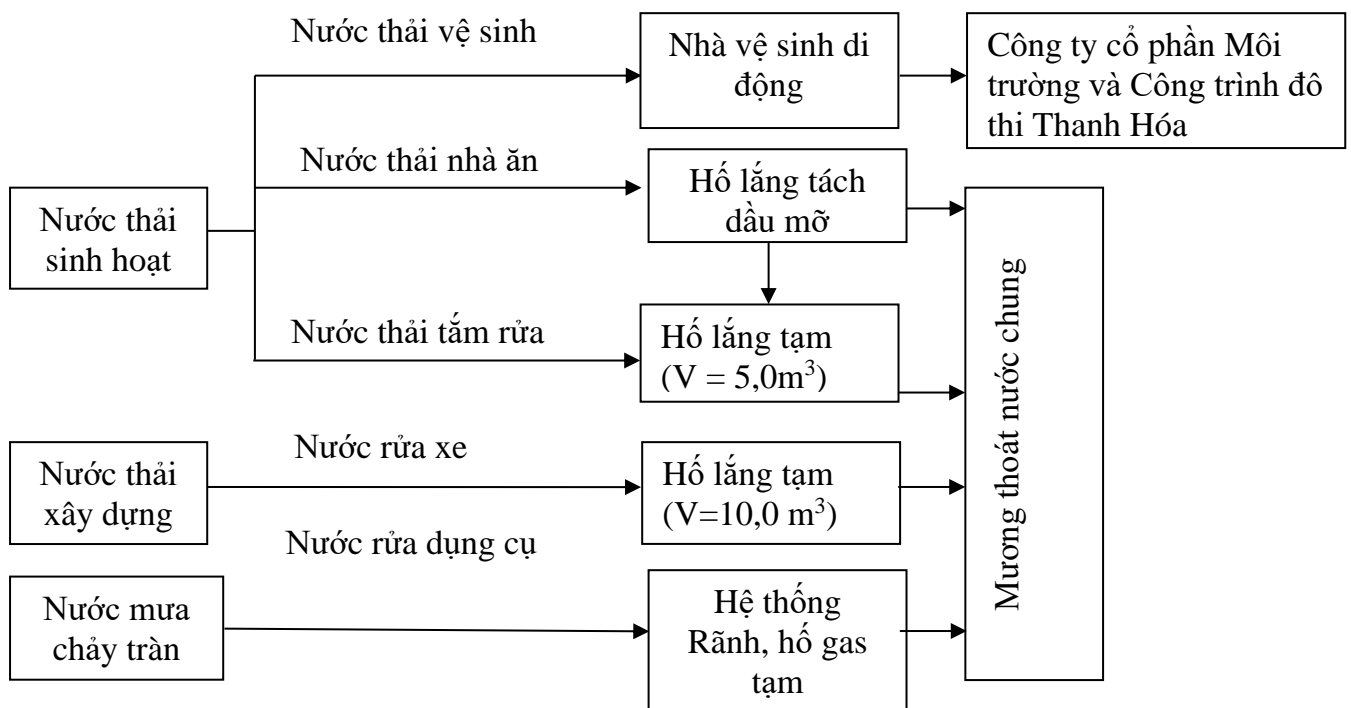 Nước thải vệ sinh
Nhà vệ sinh di
động
Công ty cổ phần Môi
trường và Công trình đô
thi Thanh Hóa
Nước thải nhà ăn
Hố lắng tách
dầu mỡ
Nước thải
sinh hoạt
Nước thải tắm rửa
Hố lắng tạm
(V = 5,0m³)
Mương thoát nước chung
Nước thải
xây dựng
Nước rửa xe
Hố lắng tạm
(V=10,0 m³)
Nước rửa dụng cụ
Nước mưa
chảy tràn
Hệ thống
Rãnh, hố gas
tạm